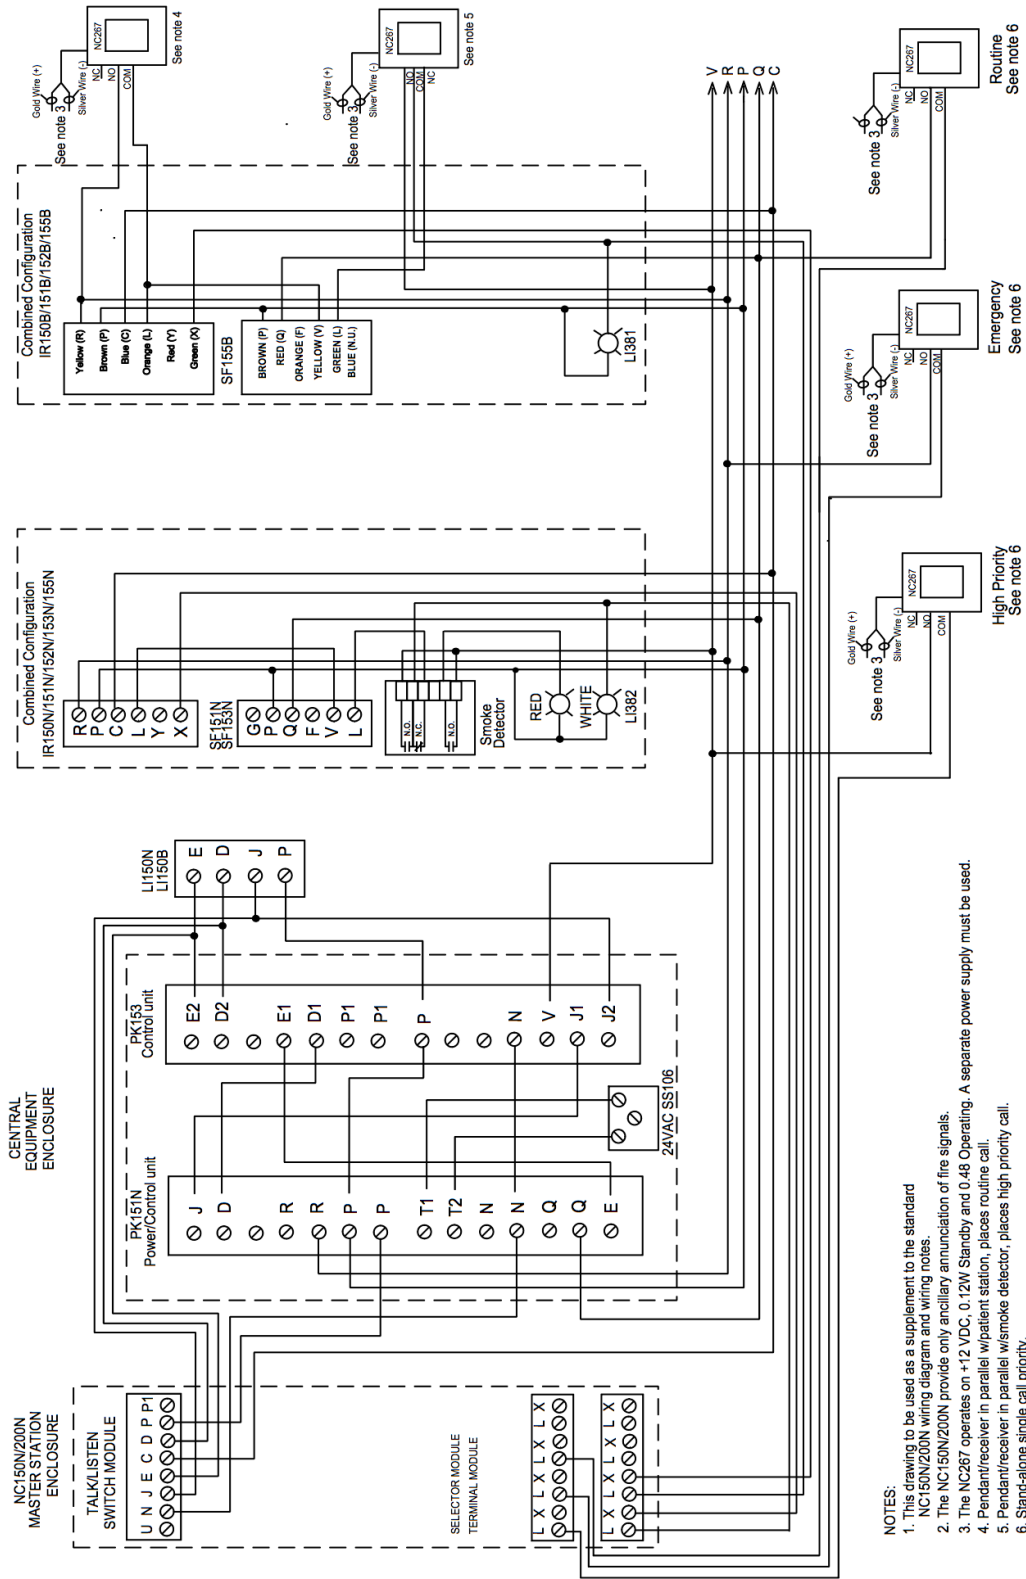 NC150N/200N
MASTER STATION
ENCLOSURE
TALK/LISTEN
SWITCH MODULE
U N J E C D P P1
SELECTOR MODULE
TERMINAL MODULE
L X L X L X L X
L X L X L X L X
CENTRAL
EQUIPMENT
ENCLOSURE
PK151N
Power/Control unit
J
D
R
R
P
P
T1
T2
N
N
Q
Q
E
24VAC SS106
PK153
Control unit
E2
D2
E1
D1
P1
P1
P
N
V
J1
J2
LI150N
LI150B
E
D
J
P
Combined Configuration
IR150N/151N/152N/153N/155N
R
P
C
L
Y
X
SF151N
SF153N
G
P
Q
F
V
L
N.O.
N.C.
N.O.
Smoke
Detector
RED
WHITE
LI382
Combined Configuration
IR150B/151B/152B/155B
Yellow (R)
Brown (P)
Blue (C)
Orange (L)
Red (Y)
Green (X)
SF155B
BROWN (P)
RED (Q)
ORANGE (F)
YELLOW (V)
GREEN (L)
BLUE (N.U.)
LI381
Gold Wire (+)
Silver Wire (-)
See note 3
NC267
NC
NO
COM
See note 4
Gold Wire (+)
Silver Wire (-)
See note 3
NC267
NO
COM
NC
See note 5
V
R
P
Q
C
Gold Wire (+)
Silver Wire (-)
See note 3
NC267
NC
NO
COM
High Priority
See note 6
Gold Wire (+)
Silver Wire (-)
See note 3
NC267
NC
NO
COM
Emergency
See note 6
Silver Wire (-)
See note 3
NC267
NC
NO
COM
Routine
See note 6
NOTES:
1. This drawing to be used as a supplement to the standard
NC150N/200N wiring diagram and wiring notes.
2. The NC150N/200N provide only ancillary annunciation of fire signals.
3. The NC267 operates on +12 VDC, 0.12W Standby and 0.48 Operating. A separate power supply must be used.
4. Pendant/receiver in parallel w/patient station, places routine call.
5. Pendant/receiver in parallel w/smoke detector, places high priority call.
6. Stand-alone single call priority.